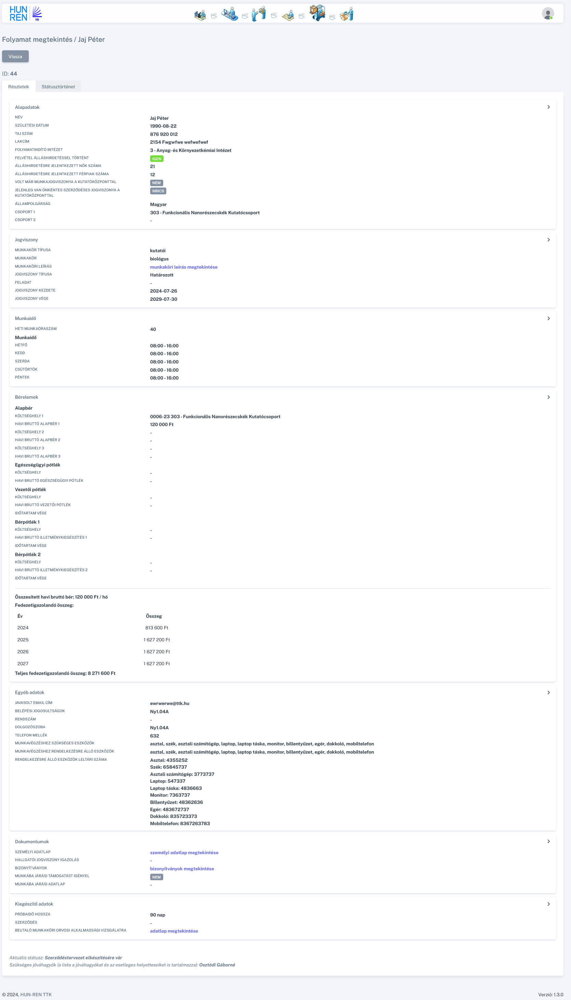 HUN
REN
ttk
Folyamat megtekintés / Jaj Péter
Vissza
ID: 44
Részletek Státusztörténet
Alapadatok
NÉV Jaj Péter
SZÜLETÉSI DÁTUM 1990-08-22
TAJ SZÁM 876 920 012
LAKCÍM 2154 Fwgwfwe wefwefwef
FOLYAMATINDÍTÓ INTÉZET 3 - Anyag- és Környezetkémiai Intézet
FELVÉTEL ÁLLÁSHIRDETÉSSEL TÖRTÉNT IGEN
ÁLLÁSHIRDETÉSRE JELENTKEZETT NŐK SZÁMA 21
ÁLLÁSHIRDETÉSRE JELENTKEZETT FÉRFIAK SZÁMA 12
VOLT MÁR MUNKAJOGVISZONYA A KUTATÓKÖZPONTTAL NEM
JELENLEG VAN ÖNKÉNTES SZERZŐDÉSES JOGVISZONYA A NINCS
KUTATÓKÖZPONTTAL
ÁLLAMPOLGÁRSÁG Magyar
CSOPORT 1 303 - Funkcionális Nanorészecskék Kutatócsoport
CSOPORT 2 -
Jogviszony
MUNKAKÖR TÍPUSA kutatói
MUNKAKÖR biológus
MUNKAKÖRI LEÍRÁS munkaköri leírás megtekintése
JOGVISZONY TÍPUSA Határozott
FELADAT -
JOGVISZONY KEZDETE 2024-07-26
JOGVISZONY VÉGE 2029-07-30
Munkaidő
HETI MUNKAÓRASZÁM 40
Munkaidő
HÉTFŐ 08:00 - 16:00
KEDD 08:00 - 16:00
SZERDA 08:00 - 16:00
CSÜTÖRTÖK 08:00 - 16:00
PÉNTEK 08:00 - 16:00
Bérelemek
Alapbér
KÖLTSÉGHELY 1 0006-23 303 - Funkcionális Nanorészecskék Kutatócsoport
HAVI BRUTTÓ ALAPBÉR 1 120 000 Ft
KÖLTSÉGHELY 2 -
HAVI BRUTTÓ ALAPBÉR 2 -
KÖLTSÉGHELY 3 -
HAVI BRUTTÓ ALAPBÉR 3 -
Egészségügyi pótlék
KÖLTSÉGHELY -
HAVI BRUTTÓ EGÉSZSÉGÜGYI PÓTLÉK -
Vezetői pótlék
KÖLTSÉGHELY -
HAVI BRUTTÓ VEZETŐI PÓTLÉK -
IDŐTARTAM VÉGE
Bérpótlék 1
KÖLTSÉGHELY -
HAVI BRUTTÓ ILLETMÉNYKIEGÉSZÍTÉS 1 -
IDŐTARTAM VÉGE
Bérpótlék 2
KÖLTSÉGHELY -
HAVI BRUTTÓ ILLETMÉNYKIEGÉSZÍTÉS 2 -
IDŐTARTAM VÉGE
Összesített havi bruttó bér: 120 000 Ft / hó
Fedezetigazolandó összeg:
Év Összeg
2024 813 600 Ft
2025 1 627 200 Ft
2026 1 627 200 Ft
2027 1 627 200 Ft
Teljes fedezetigazolandó összeg: 8 271 600 Ft
Egyéb adatok
JAVASOLT EMAIL CÍM ewrwerwe@ttk.hu
BELÉPÉSI JOGOSULTSÁGOK Ny1.04A
RENDSZÁM -
DOLGOZÓSZOBA Ny1.04A
TELEFON MELLÉK 632
MUNKAVÉGZÉSHEZ SZÜKSÉGES ESZKÖZÖK asztal, szék, asztali számítógép, laptop, laptop táska, monitor, billentyűzet, egér, dokkoló, mobiltelefon
MUNKAVÉGZÉSHEZ RENDELKEZÉSRE ÁLLÓ ESZKÖZÖK asztal, szék, asztali számítógép, laptop, laptop táska, monitor, billentyűzet, egér, dokkoló, mobiltelefon
RENDELKEZÉSRE ÁLLÓ ESZKÖZÖK LELTÁRI SZÁMA Asztal: 4355252
Szék: 65845737
Asztali számítógép: 3773737
Laptop: 547337
Laptop táska: 4836663
Monitor: 7363737
Billentyűzet: 48362636
Egér: 483672737
Dokkoló: 835723373
Mobiltelefon: 8367263783
Dokumentumok
SZEMÉLYI ADATLAP személyi adatlap megtekintése
HALLGATÓI JOGVISZONY IGAZOLÁS -
BIZONYÍTVÁNYOK bizonyítványok megtekintése
MUNKÁBA JÁRÁSI TÁMOGATÁST IGÉNYEL NEM
MUNKÁBA JÁRÁSI ADATLAP -
Kiegészítő adatok
PRÓBAIDŐ HOSSZA 90 nap
SZERZŐDÉS -
BEUTALÓ MUNKAKÖRI ORVOSI ALKALMASSÁGI VIZSGÁLATRA adatlap megtekintése
Aktuális státusz: Szerződéstervezet elkészítésére vár
Szükséges jóváhagyók (a lista a jóváhagyókat és az esetleges helyetteseiket is tartalmazza): Osztódi Gáborné
© 2024, HUN-REN TTK Verzió: 1.3.0